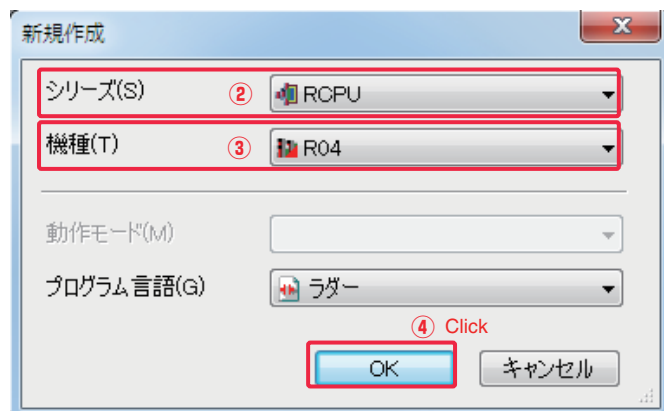 新規作成
シリーズ(S) ② RCPU
機種(T) ③ R04
動作モード(M)
プログラム言語(G) ラダー
④ Click
OK キャンセル